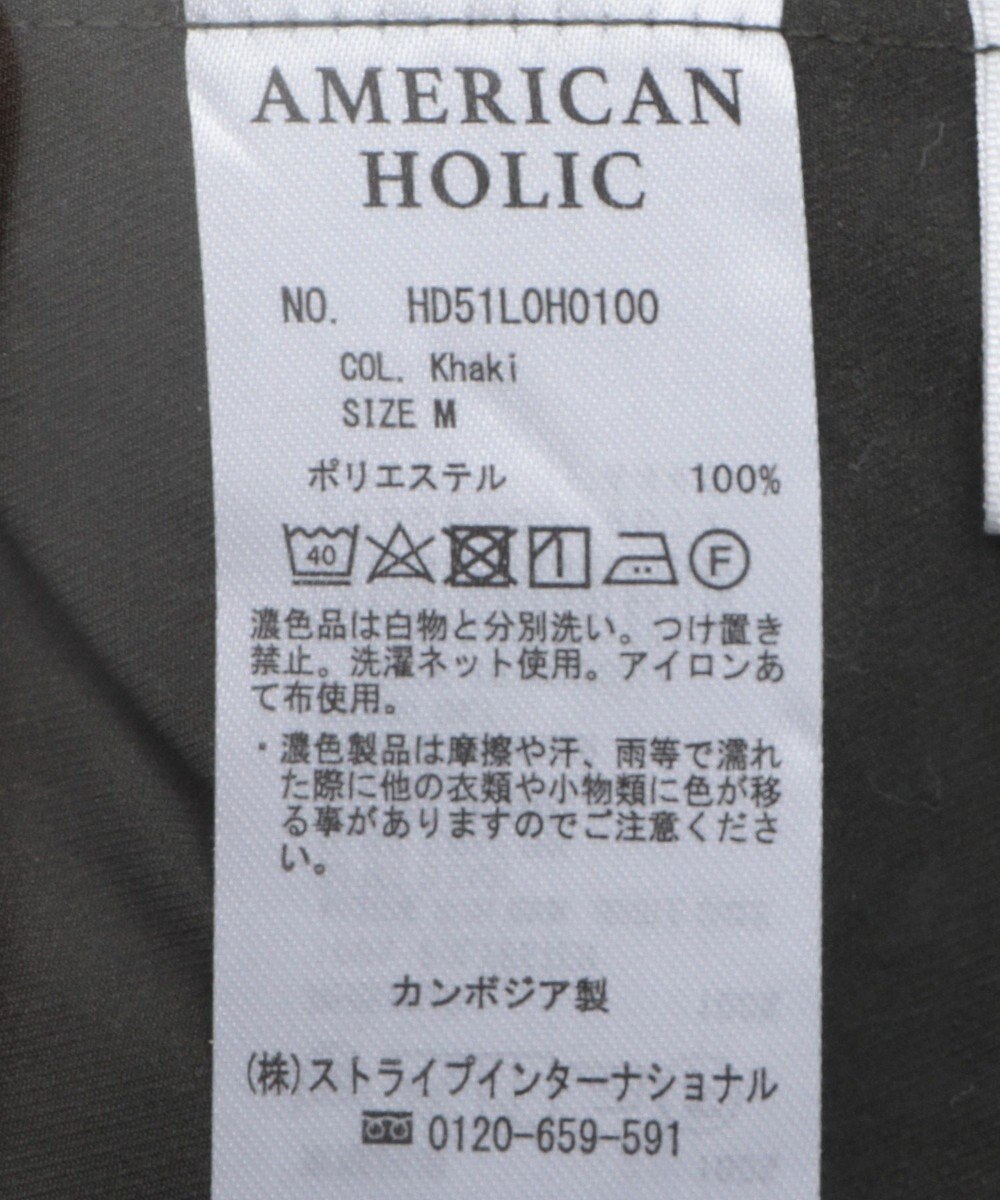 AMERICAN
HOLIC
NO. HD51L0H0100
COL. Khaki
SIZE M
ポリエステル 100%
40 F
濃色品は白物と分別洗い。つけ置き
禁止。洗濯ネット使用。アイロンあ
て布使用。
・濃色製品は摩擦や汗、雨等で濡れ
た際に他の衣類や小物類に色が移
る事がありますのでご注意くださ
い。
カンボジア製
(株)ストライプインターナショナル
0120-659-591